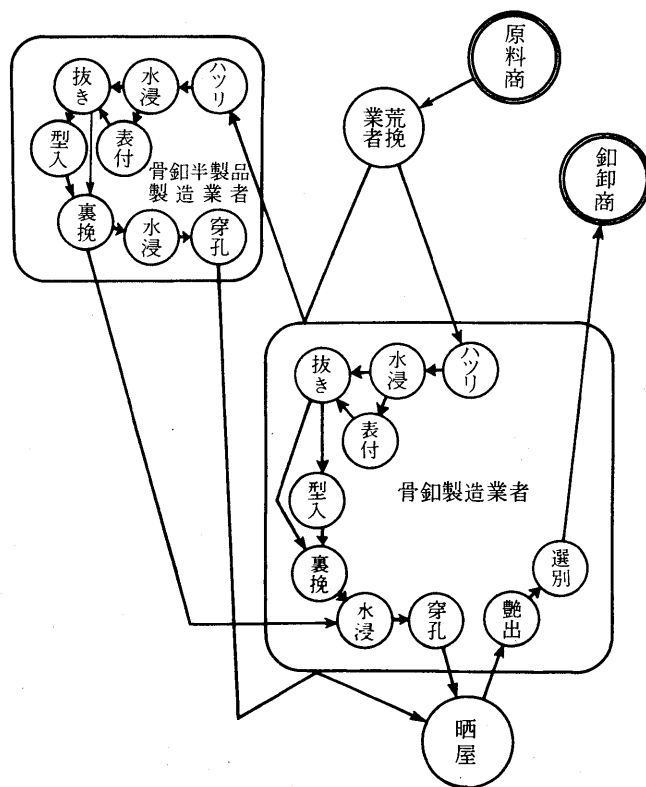 原料商
荒挽業者
釦卸商
骨釦半製品製造業者
ハツリ
水浸
表付
抜き
型入
裏挽
水浸
穿孔
骨釦製造業者
ハツリ
水浸
表付
抜き
型入
裏挽
水浸
穿孔
晒屋
艶出
選別